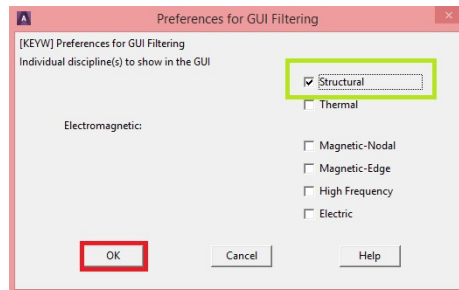 Preferences for GUI Filtering
[KEYW] Preferences for GUI Filtering
Individual discipline(s) to show in the GUI
Structural
Thermal
Electromagnetic:
Magnetic-Nodal
Magnetic-Edge
High Frequency
Electric
OK Cancel Help